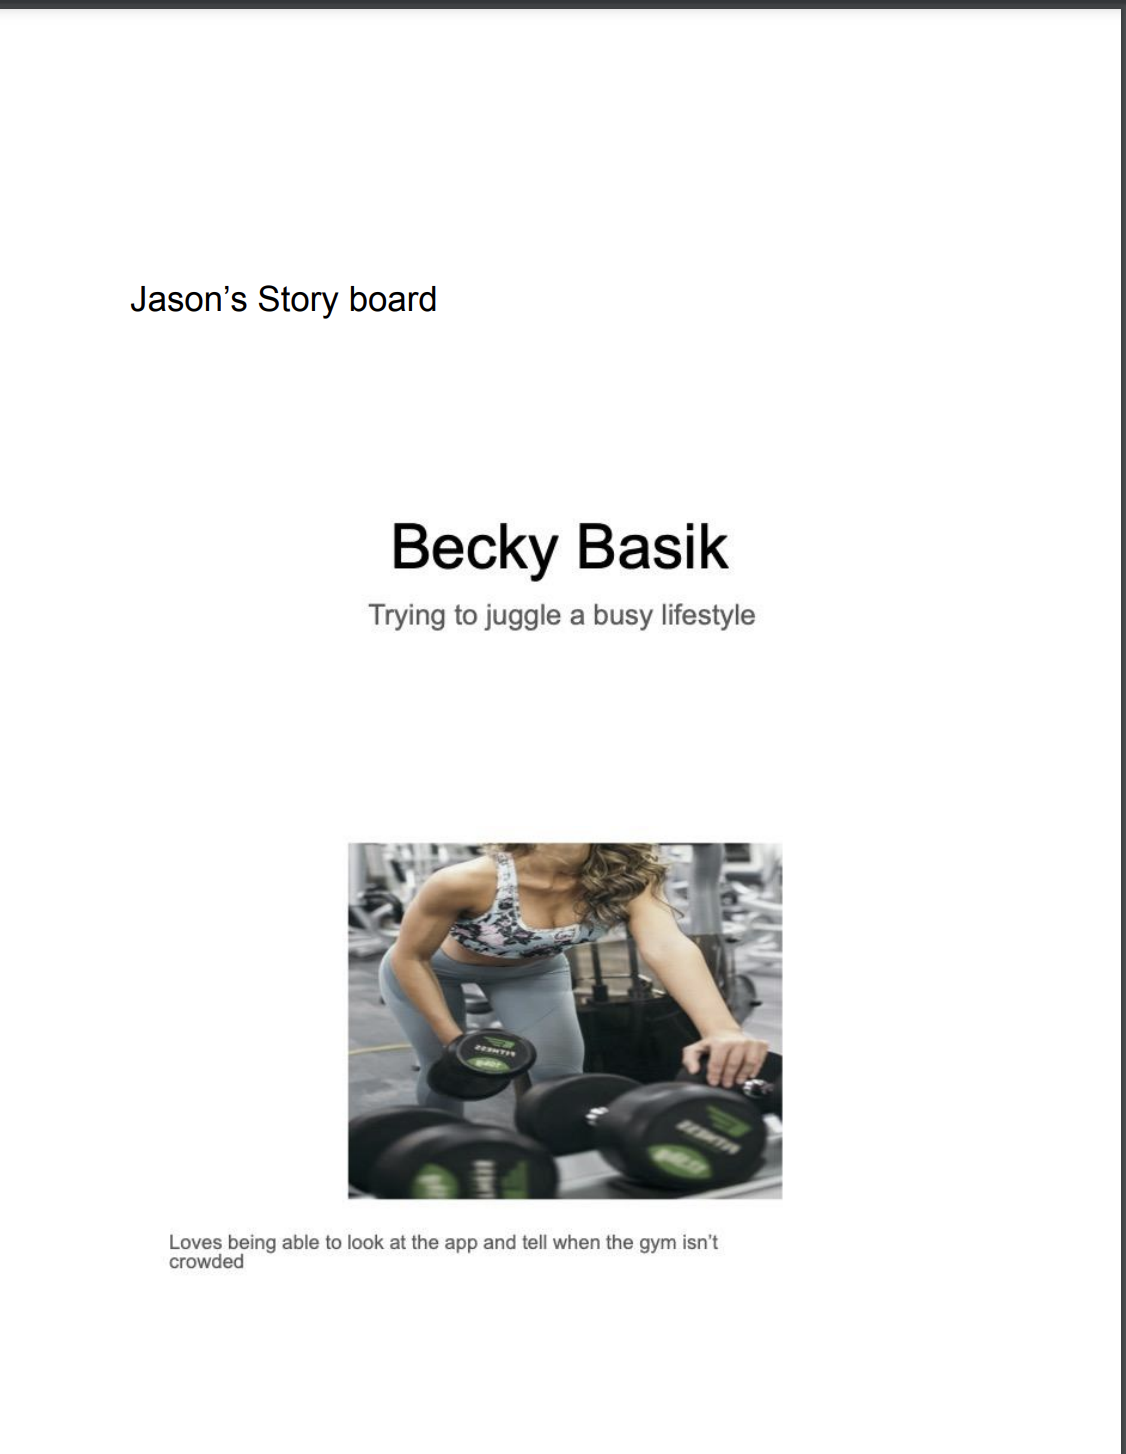 Jason’s Story board
Becky Basik
Trying to juggle a busy lifestyle
Loves being able to look at the app and tell when the gym isn’t
crowded